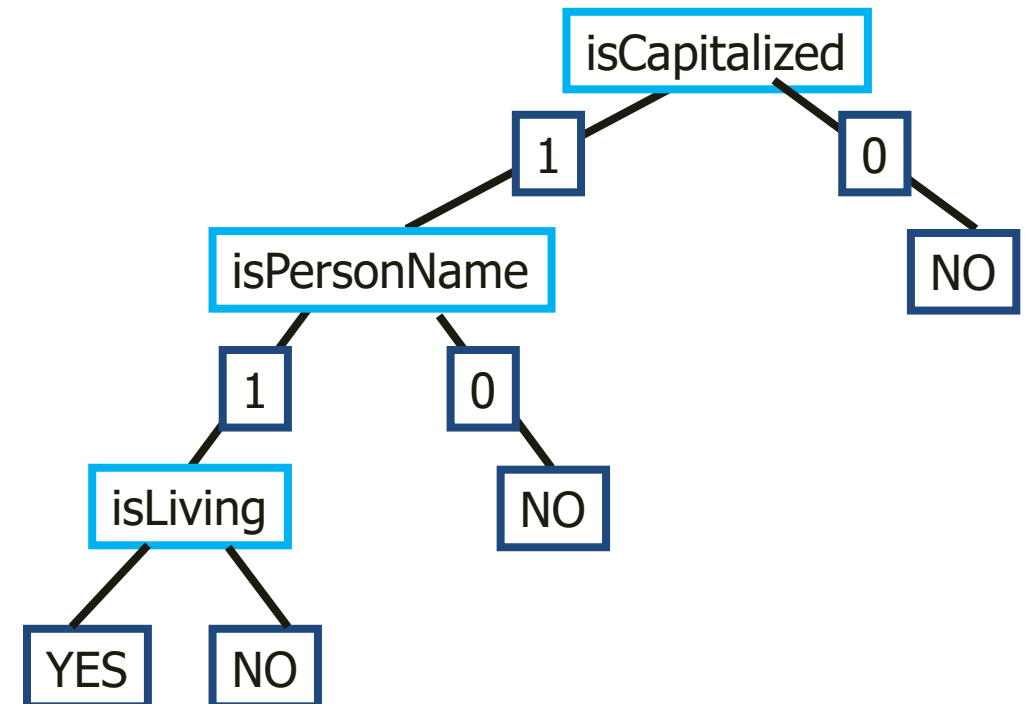 isCapitalized
1
0
isPersonName
NO
1
0
isLiving
NO
YES
NO